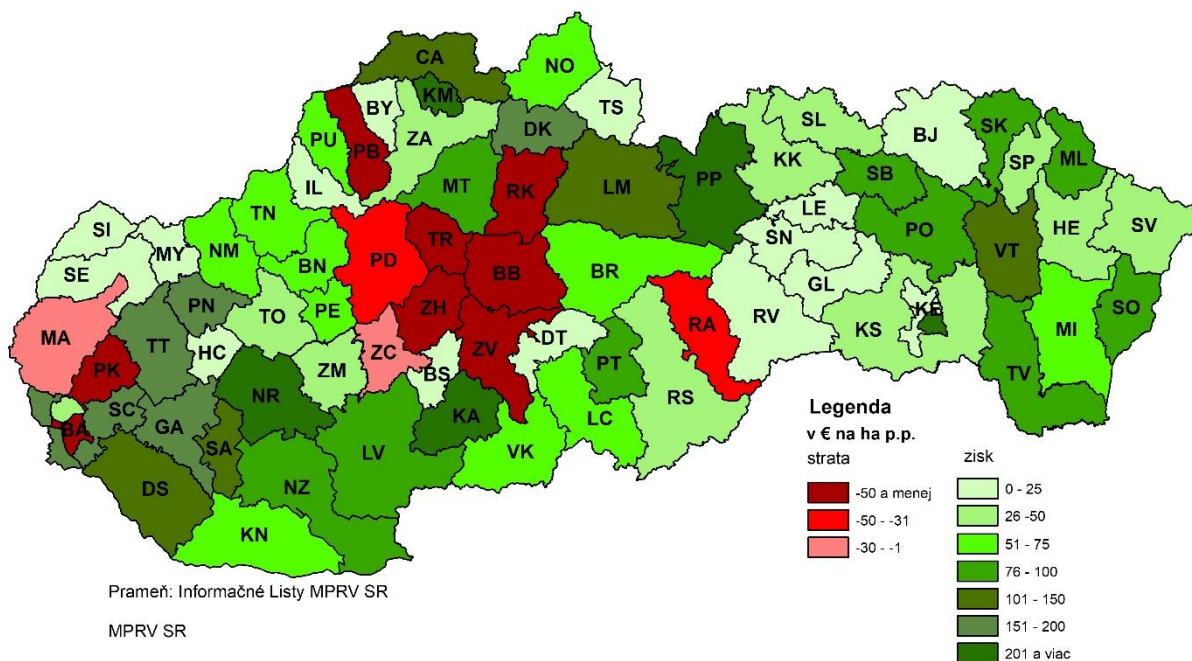 CA
NO
KM
BY
TS
PU
PB
ZA
DK
SL
BJ
SK
SP
ML
IL
MT
RK
LM
PP
KK
SB
LE
PO
VT
HE
SV
SI
TN
SE
MY
NM
BN
PD
TR
BB
BR
SN
GL
KE
SO
MI
MA
PN
TO
PE
ZH
RA
RV
KS
TT
HC
ZM
ZC
BS
ZV
DT
PT
TV
PK
NR
KA
RS
SC
BA
GA
SA
LV
VK
LC
DS
NZ
KN
Legenda
v € na ha p.p.
strata
-50 a menej
-50 - -31
-30 - -1
zisk
0 - 25
26 -50
51 - 75
76 - 100
101 - 150
151 - 200
201 a viac
Prameň: Informačné Listy MPRV SR
MPRV SR